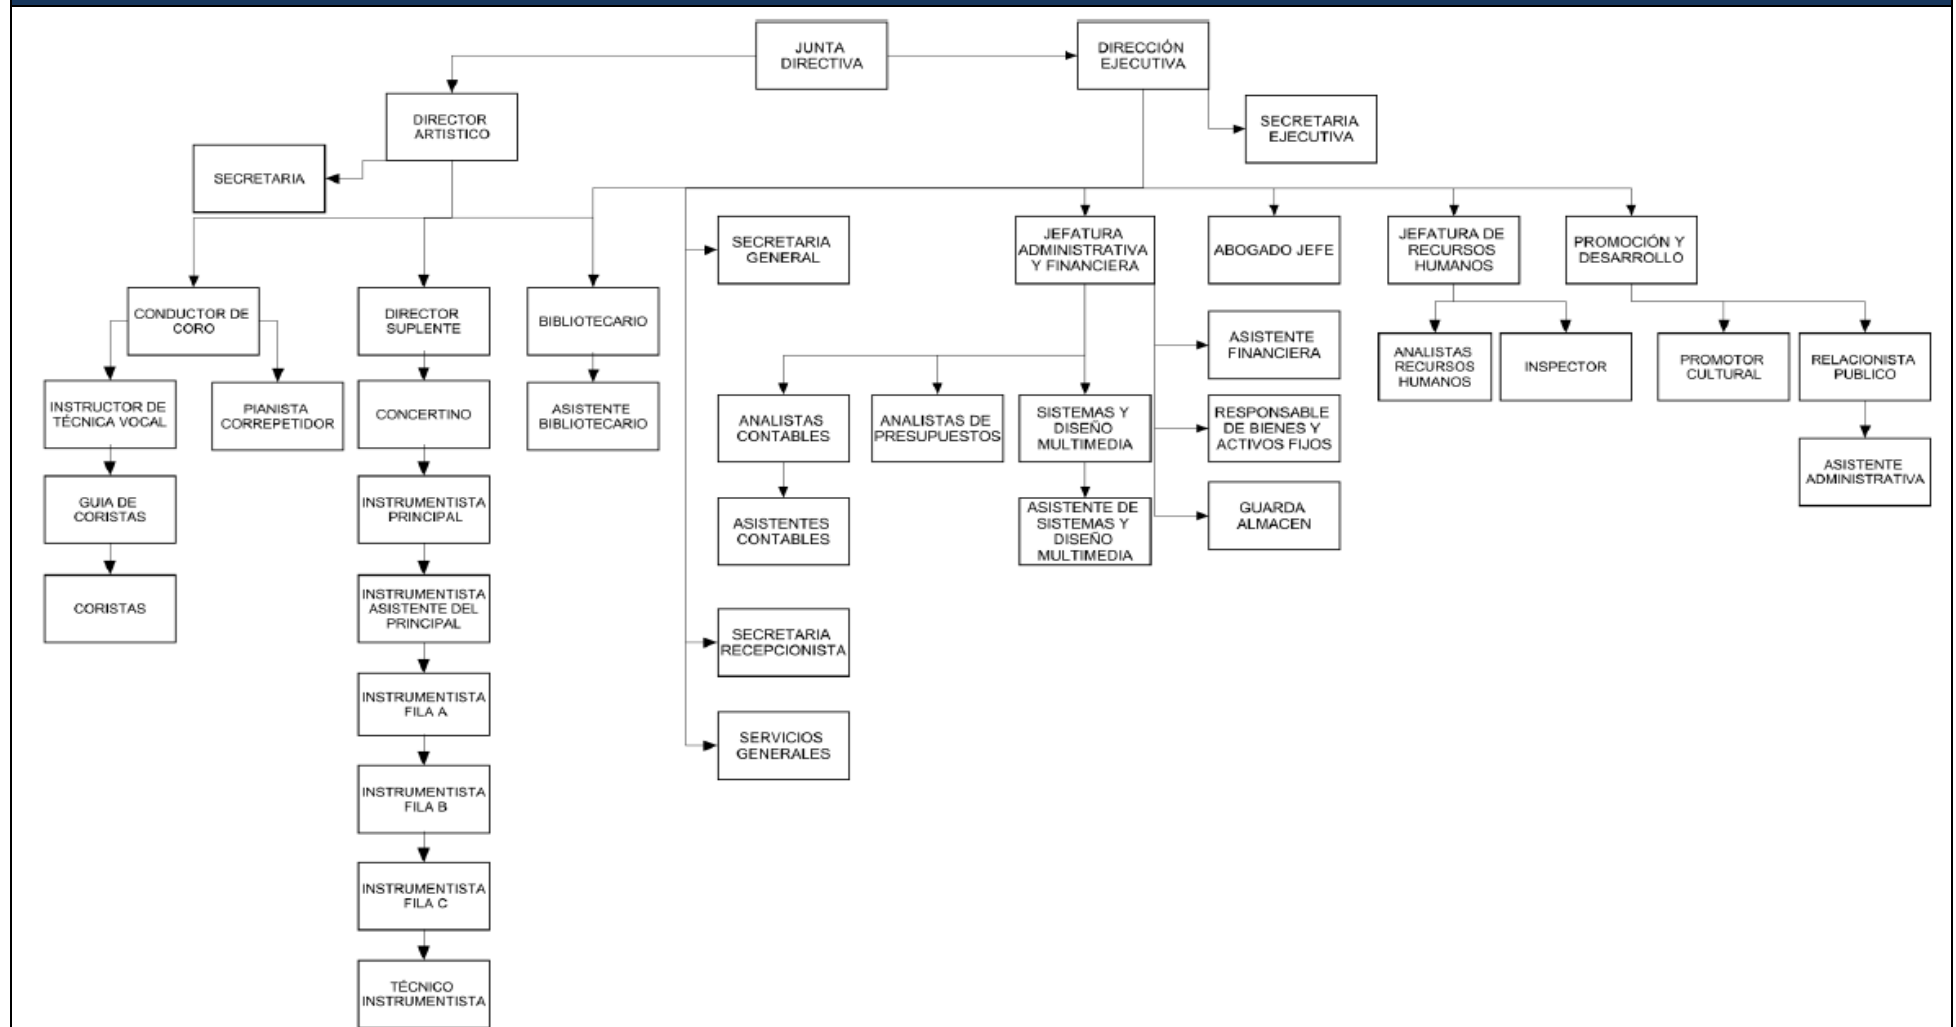 JUNTA
DIRECTIVA
DIRECCIÓN
EJECUTIVA
DIRECTOR
ARTISTICO
SECRETARIA
EJECUTIVA
SECRETARIA
SECRETARIA
GENERAL
JEFATURA
ADMINISTRATIVA
Y FINANCIERA
ABOGADO JEFE
JEFATURA DE
RECURSOS
HUMANOS
PROMOCIÓN Y
DESARROLLO
CONDUCTOR DE
CORO
DIRECTOR
SUPLENTE
BIBLIOTECARIO
ASISTENTE
FINANCIERA
ANALISTAS
RECURSOS
HUMANOS
INSPECTOR
PROMOTOR
CULTURAL
RELACIONISTA
PUBLICO
INSTRUCTOR DE
TÉCNICA VOCAL
PIANISTA
CORREPETIDOR
CONCERTINO
ASISTENTE
BIBLIOTECARIO
ANALISTAS
CONTABLES
ANALISTAS DE
PRESUPUESTOS
SISTEMAS Y
DISEÑO
MULTIMEDIA
RESPONSABLE
DE BIENES Y
ACTIVOS FIJOS
ASISTENTE
ADMINISTRATIVA
GUIA DE
CORISTAS
INSTRUMENTISTA
PRINCIPAL
ASISTENTES
CONTABLES
ASISTENTE DE
SISTEMAS Y
DISEÑO
MULTIMEDIA
GUARDA
ALMACEN
CORISTAS
INSTRUMENTISTA
ASISTENTE DEL
PRINCIPAL
SECRETARIA
RECEPCIONISTA
INSTRUMENTISTA
FILA A
SERVICIOS
GENERALES
INSTRUMENTISTA
FILA B
INSTRUMENTISTA
FILA C
TÉCNICO
INSTRUMENTISTA